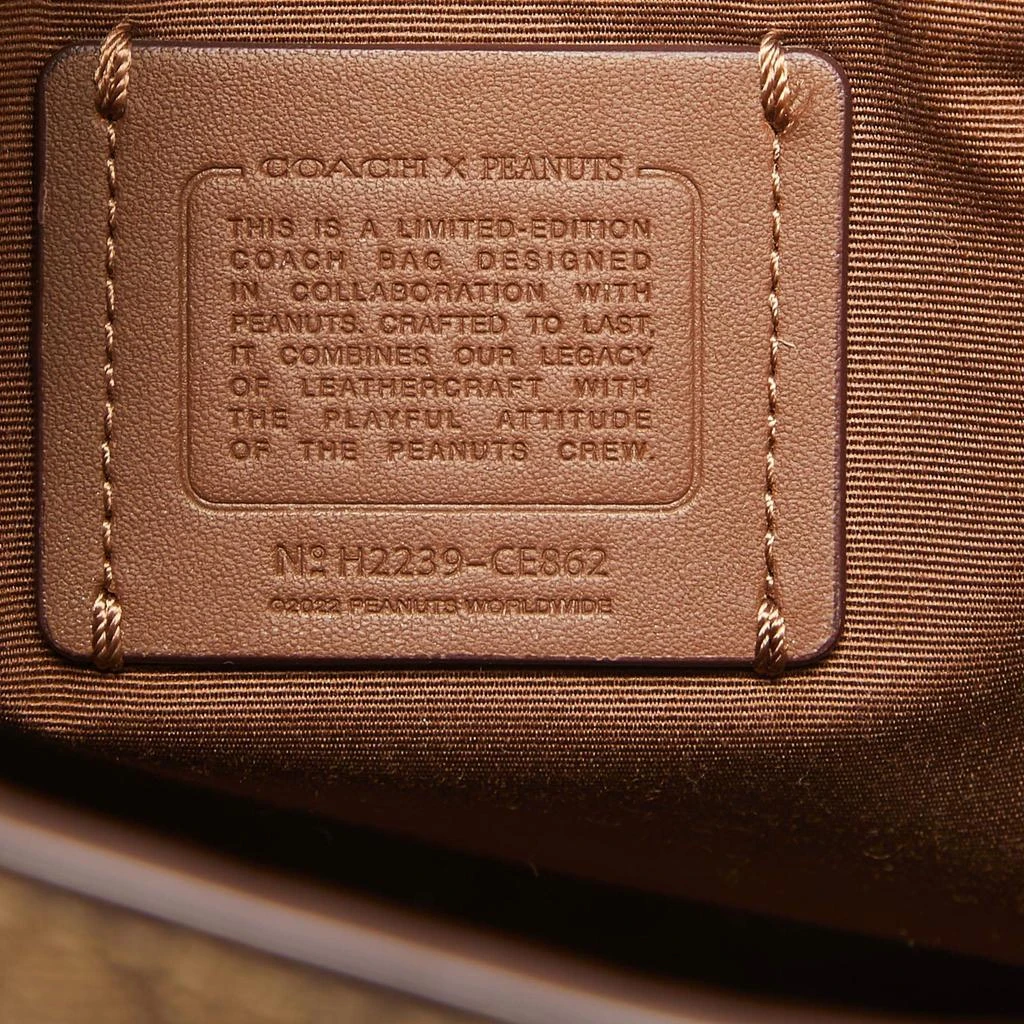 COACH X PEANUTS
THIS IS A LIMITED-EDITION
COACH BAG DESIGNED
IN COLLABORATION WITH
PEANUTS. CRAFTED TO LAST,
IT COMBINES OUR LEGACY
OF LEATHERCRAFT WITH
THE PLAYFUL ATTITUDE
OF THE PEANUTS CREW.
Nº H2239-CE862
©2022 PEANUTS WORLDWIDE